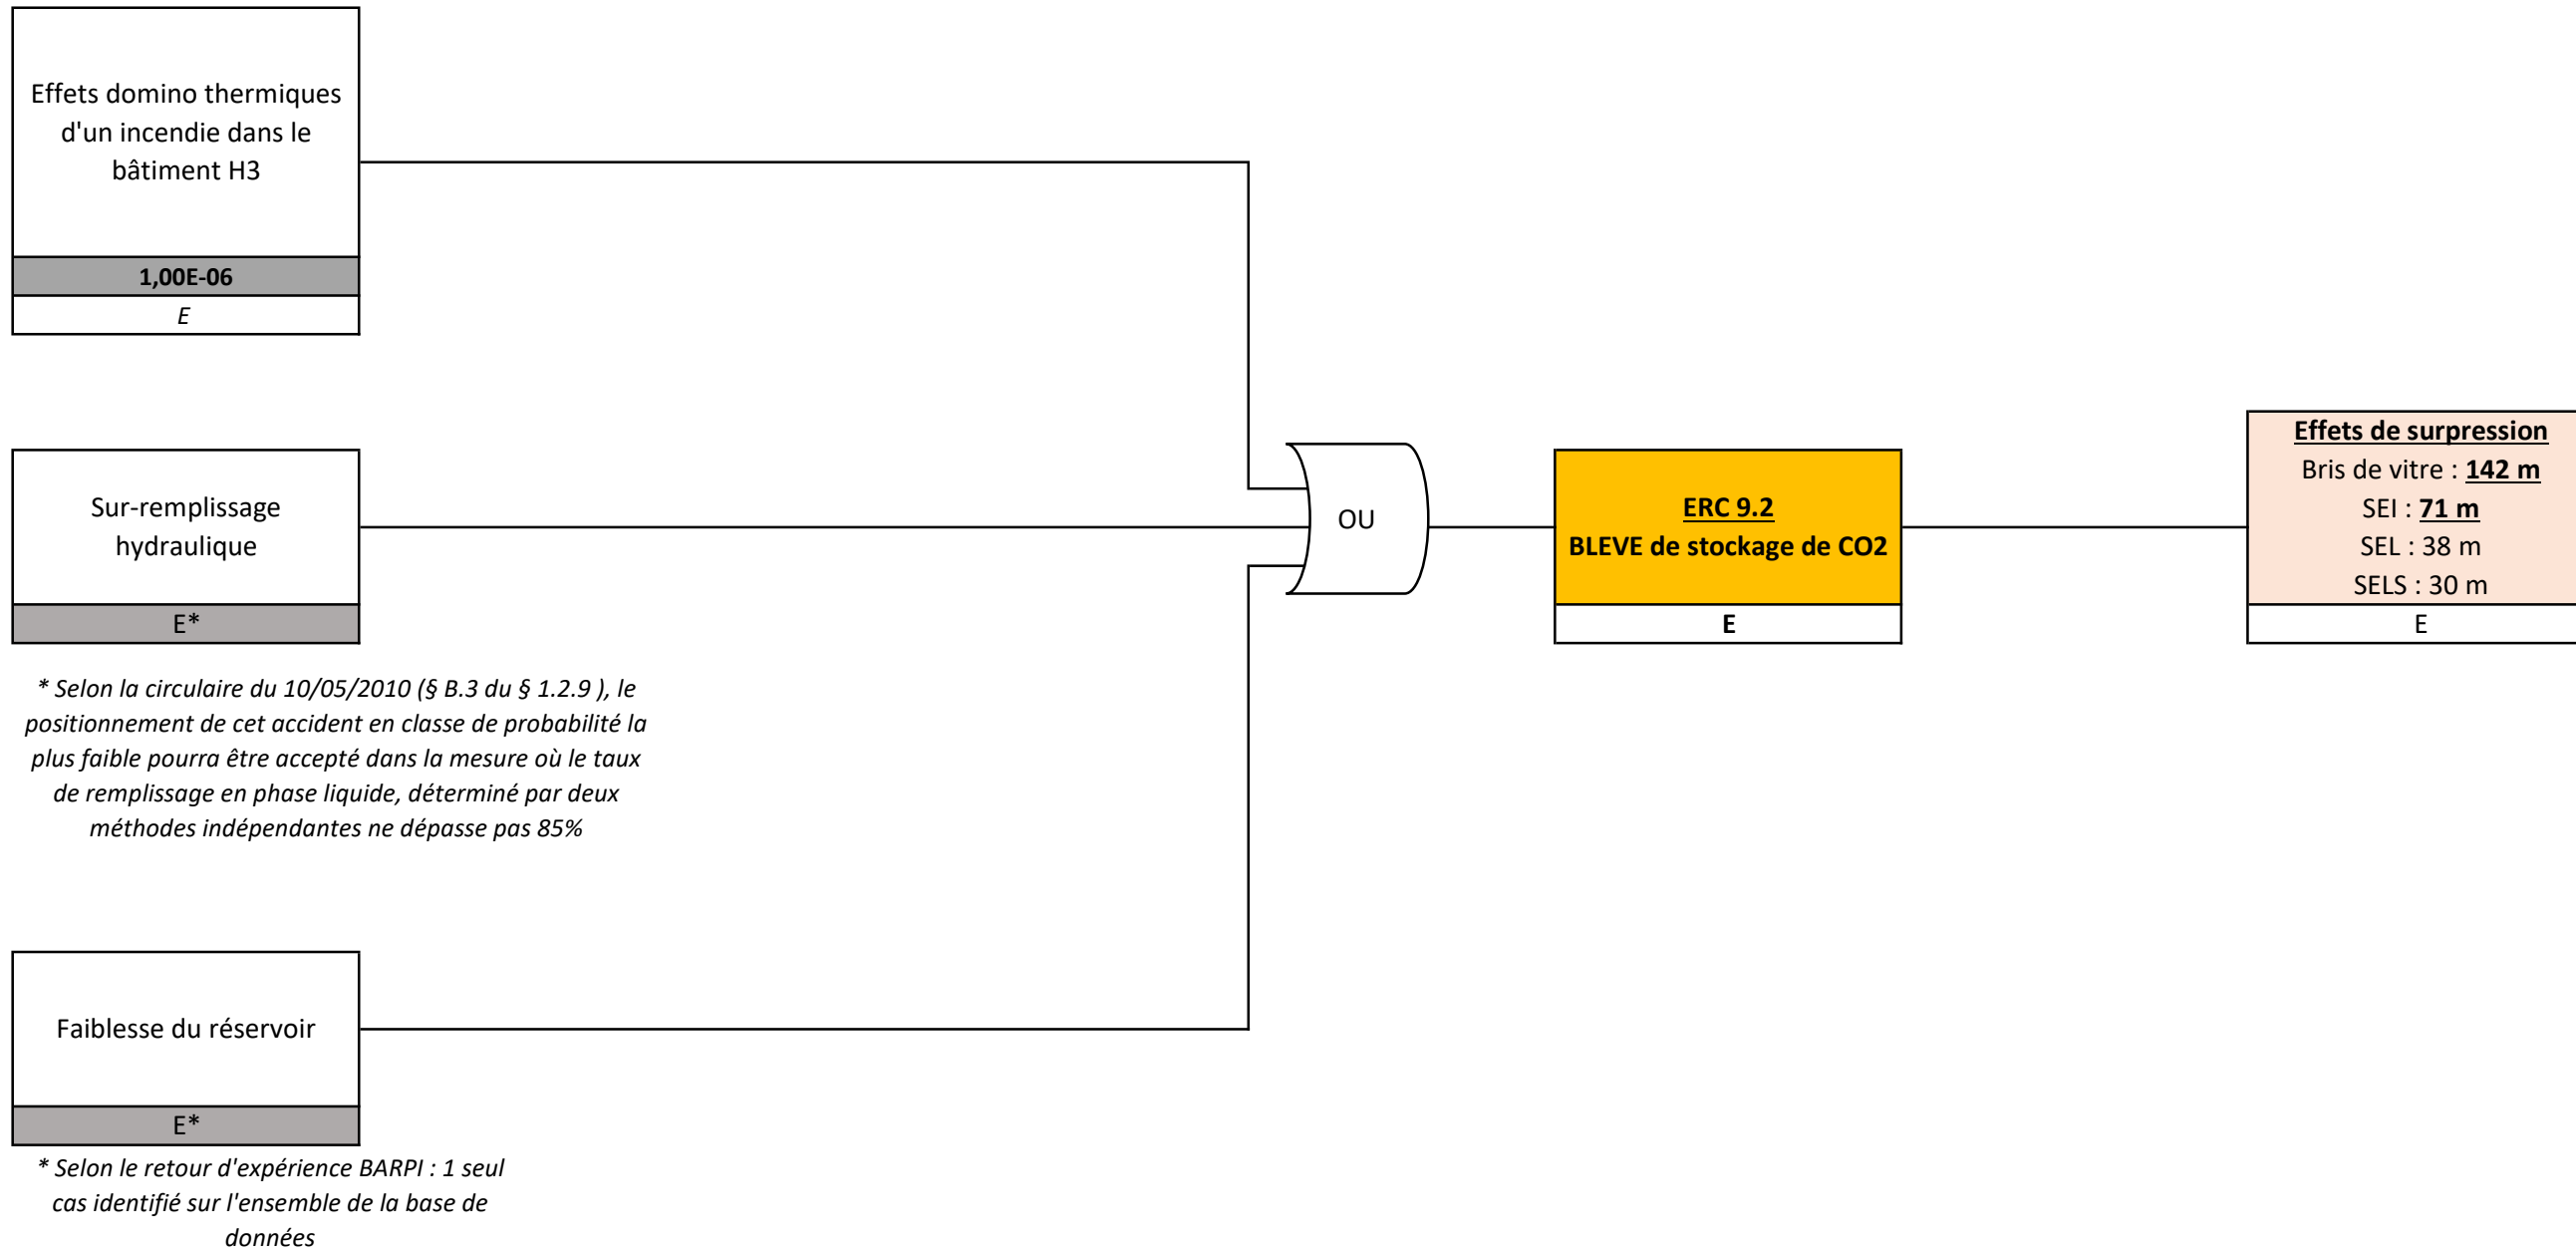 Effets domino thermiques
d'un incendie dans le
bâtiment H3
1,00E-06
E
Sur-remplissage
hydraulique
E*
* Selon la circulaire du 10/05/2010 (§ B.3 du § 1.2.9 ), le
positionnement de cet accident en classe de probabilité la
plus faible pourra être accepté dans la mesure où le taux
de remplissage en phase liquide, déterminé par deux
méthodes indépendantes ne dépasse pas 85%
Faiblesse du réservoir
E*
* Selon le retour d'expérience BARPI : 1 seul
cas identifié sur l'ensemble de la base de
données
OU
ERC 9.2
BLEVE de stockage de CO2
E
Effets de surpression
Bris de vitre : 142 m
SEI : 71 m
SEL : 38 m
SELS : 30 m
E